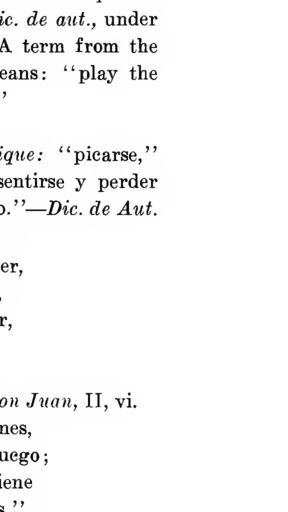 ic. de aut., under
A term from the
eans: ‘‘play the
’
ique: ‘‘picarse,’’
sentirse y perder
o.’’—Dic. de Aut.
er,
,
r,
on Juan, II, vi.
nes,
uego;
iene
s.’’